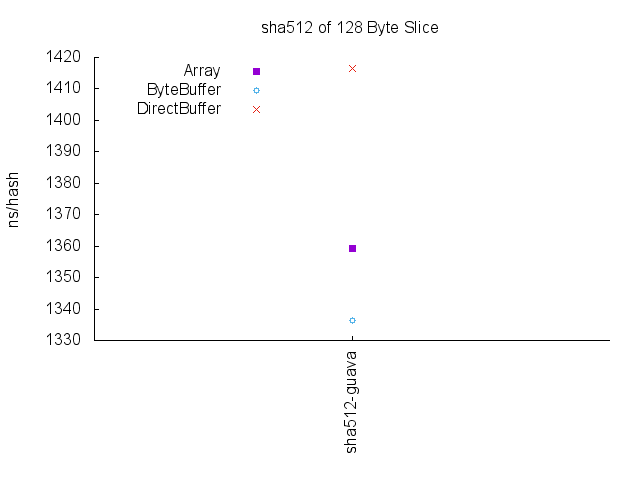 sha512 of 128 Byte Slice
1420
1410
1400
1390
1380
1370
1360
1350
1340
1330
ns/hash
Array
ByteBuffer
DirectBuffer
sha512-guava